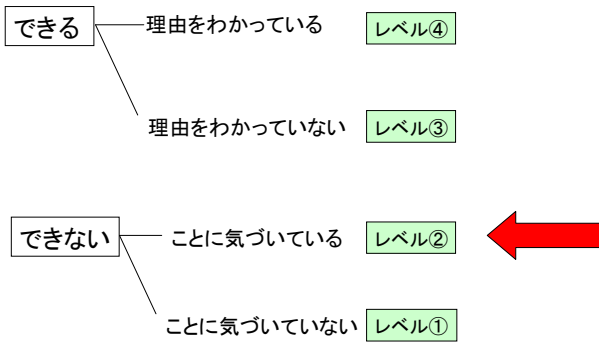 できる 理由をわかっている レベル④
理由をわかっていない レベル③
できない ことに気づいている レベル②
ことに気づいていない レベル①